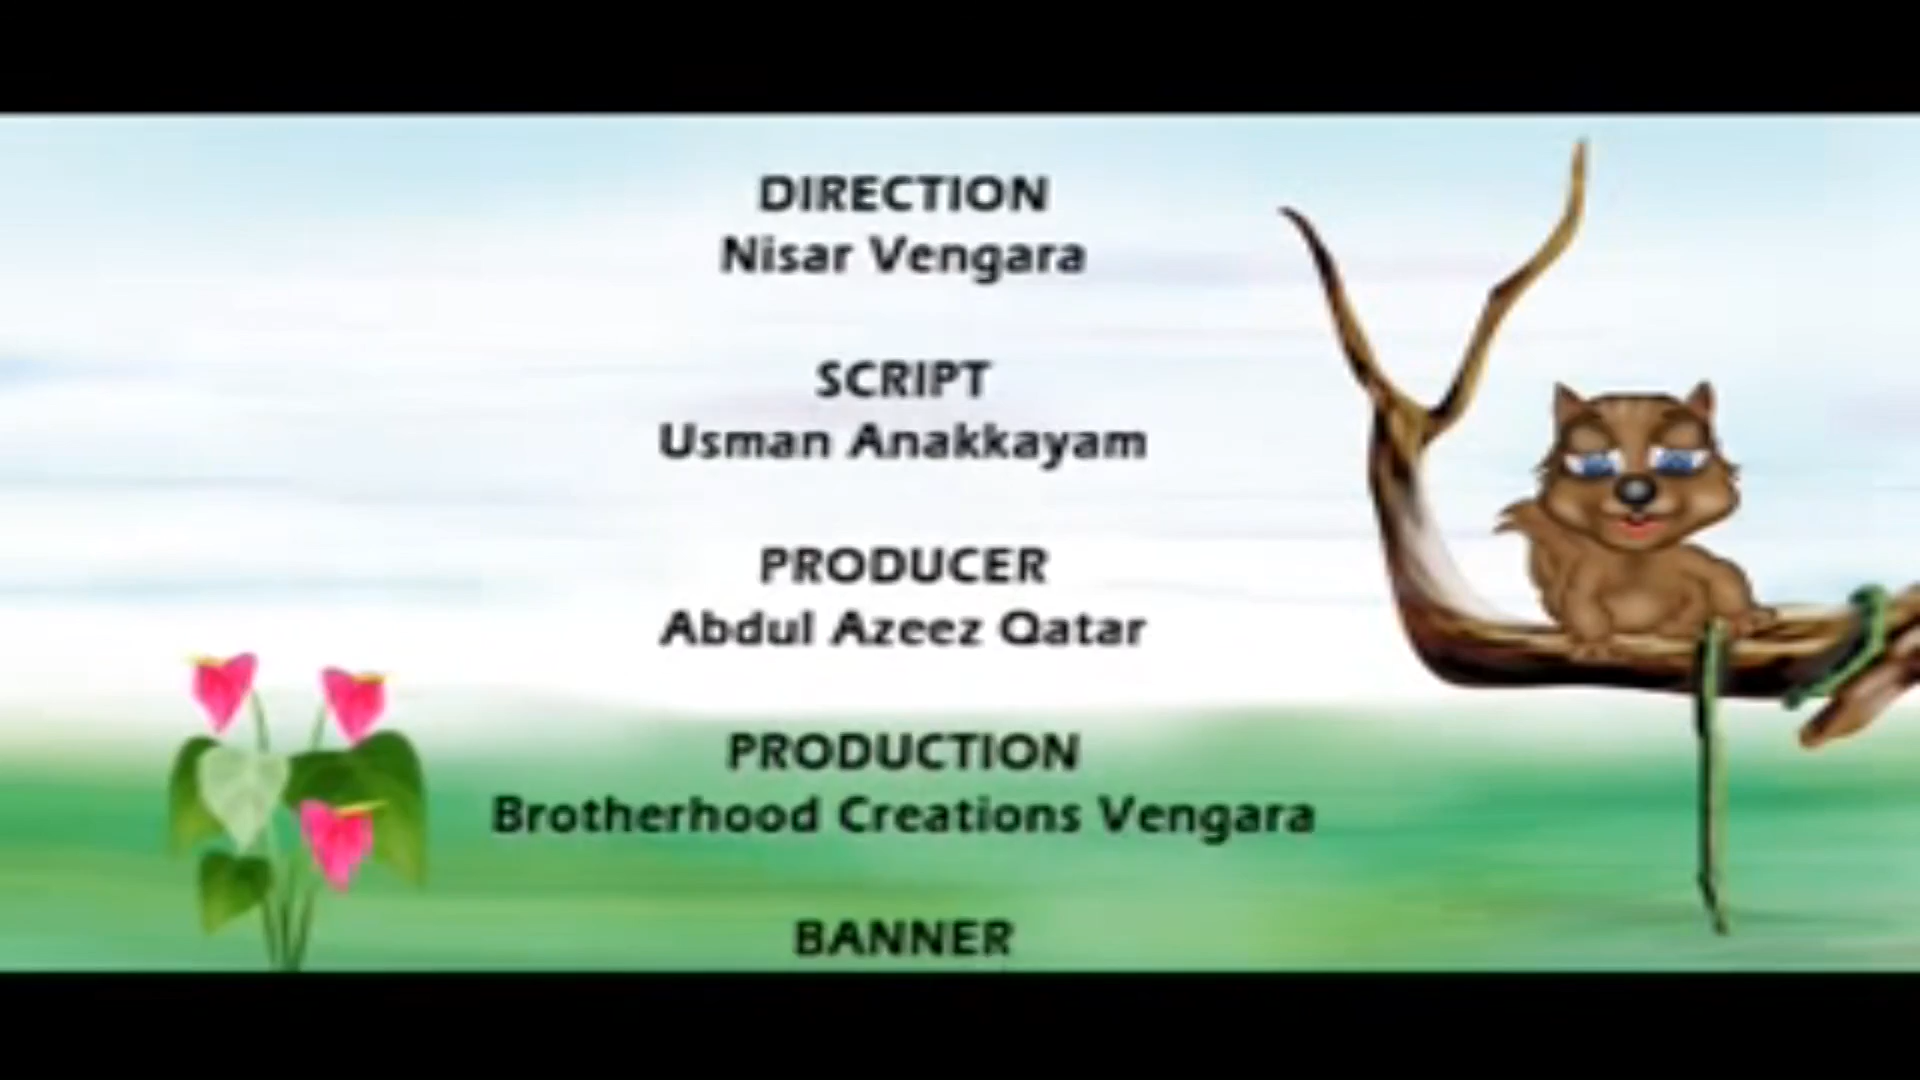 DIRECTION
Nisar Vengara
SCRIPT
Usman Anakkayam
PRODUCER
Abdul Azeez Qatar
PRODUCTION
Brotherhood Creations Vengara
BANNER